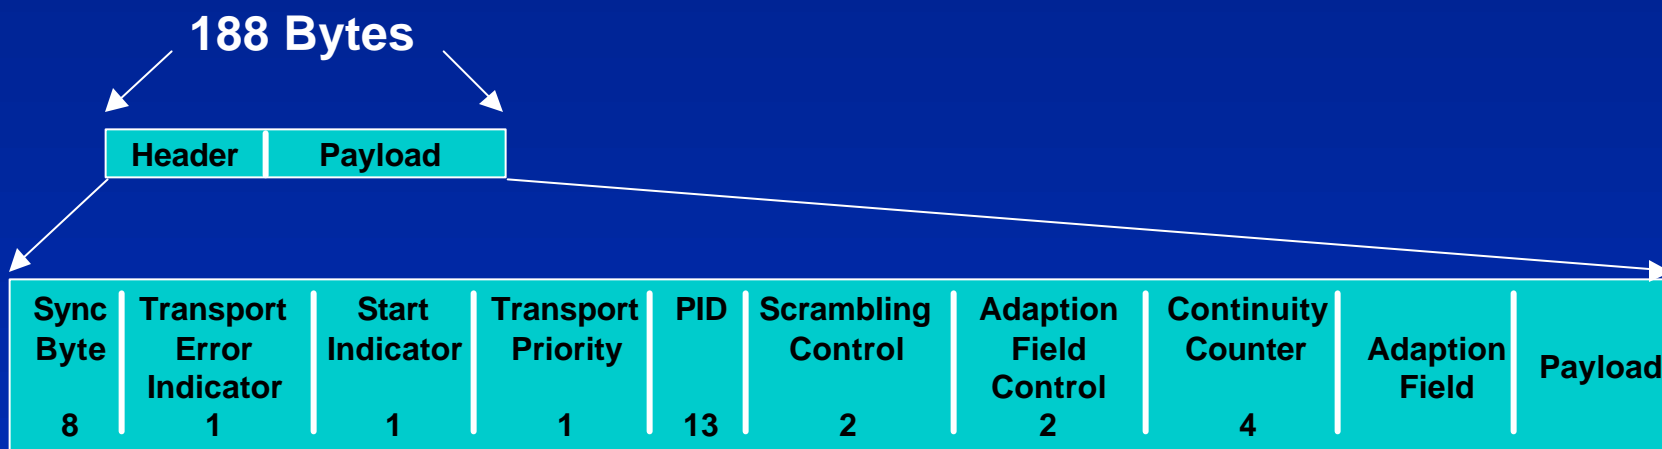 188 Bytes
Header Payload
Sync Byte 8
Transport Error Indicator 1
Start Indicator 1
Transport Priority 1
PID 13
Scrambling Control 2
Adaption Field Control 2
Continuity Counter 4
Adaption Field
Payload